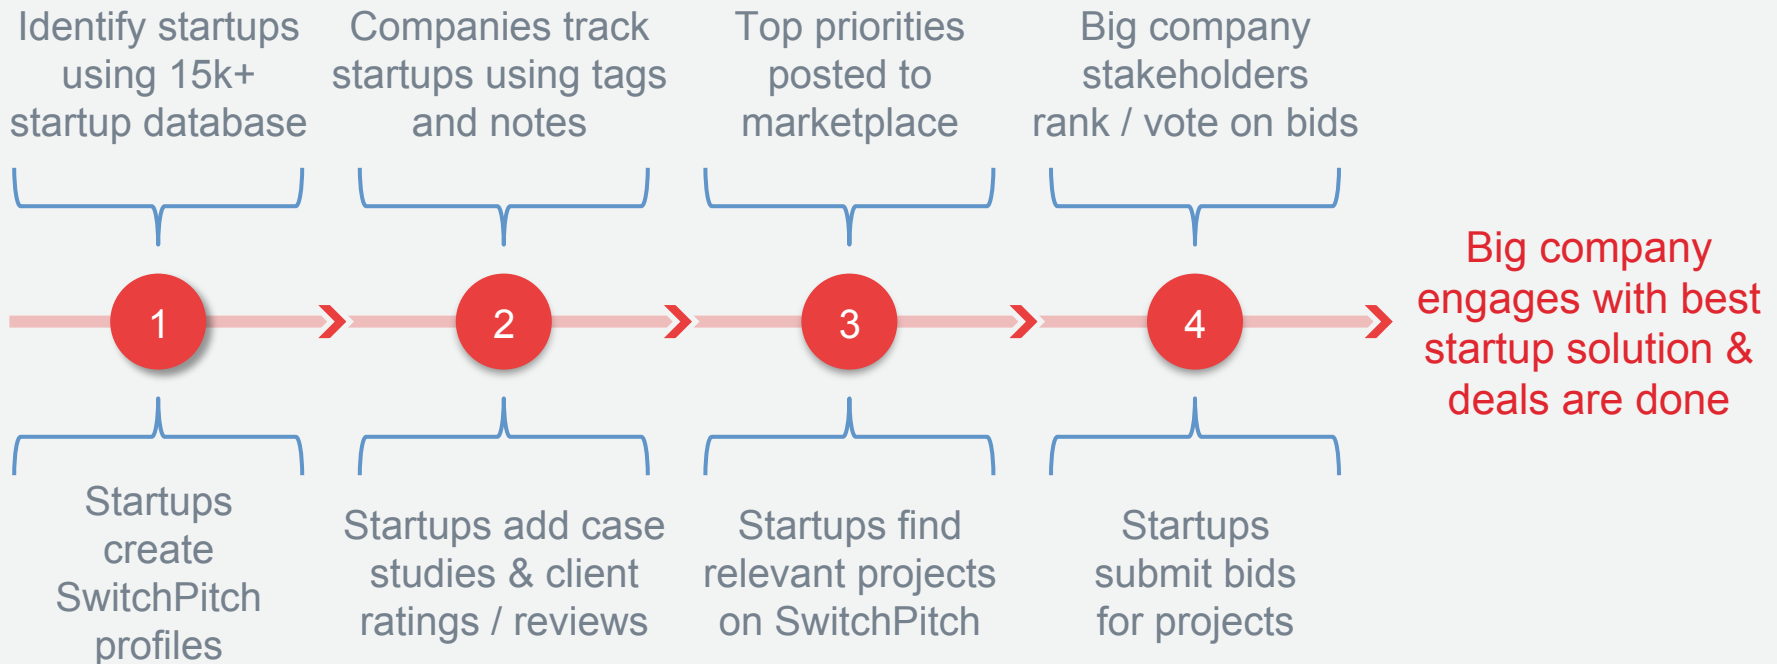 Identify startups
using 15k+
startup database
Companies track
startups using tags
and notes
Top priorities
posted to
marketplace
Big company
stakeholders
rank / vote on bids
1
2
3
4
Big company
engages with best
startup solution &
deals are done
Startups
create
SwitchPitch
profiles
Startups add case
studies & client
ratings / reviews
Startups find
relevant projects
on SwitchPitch
Startups
submit bids
for projects